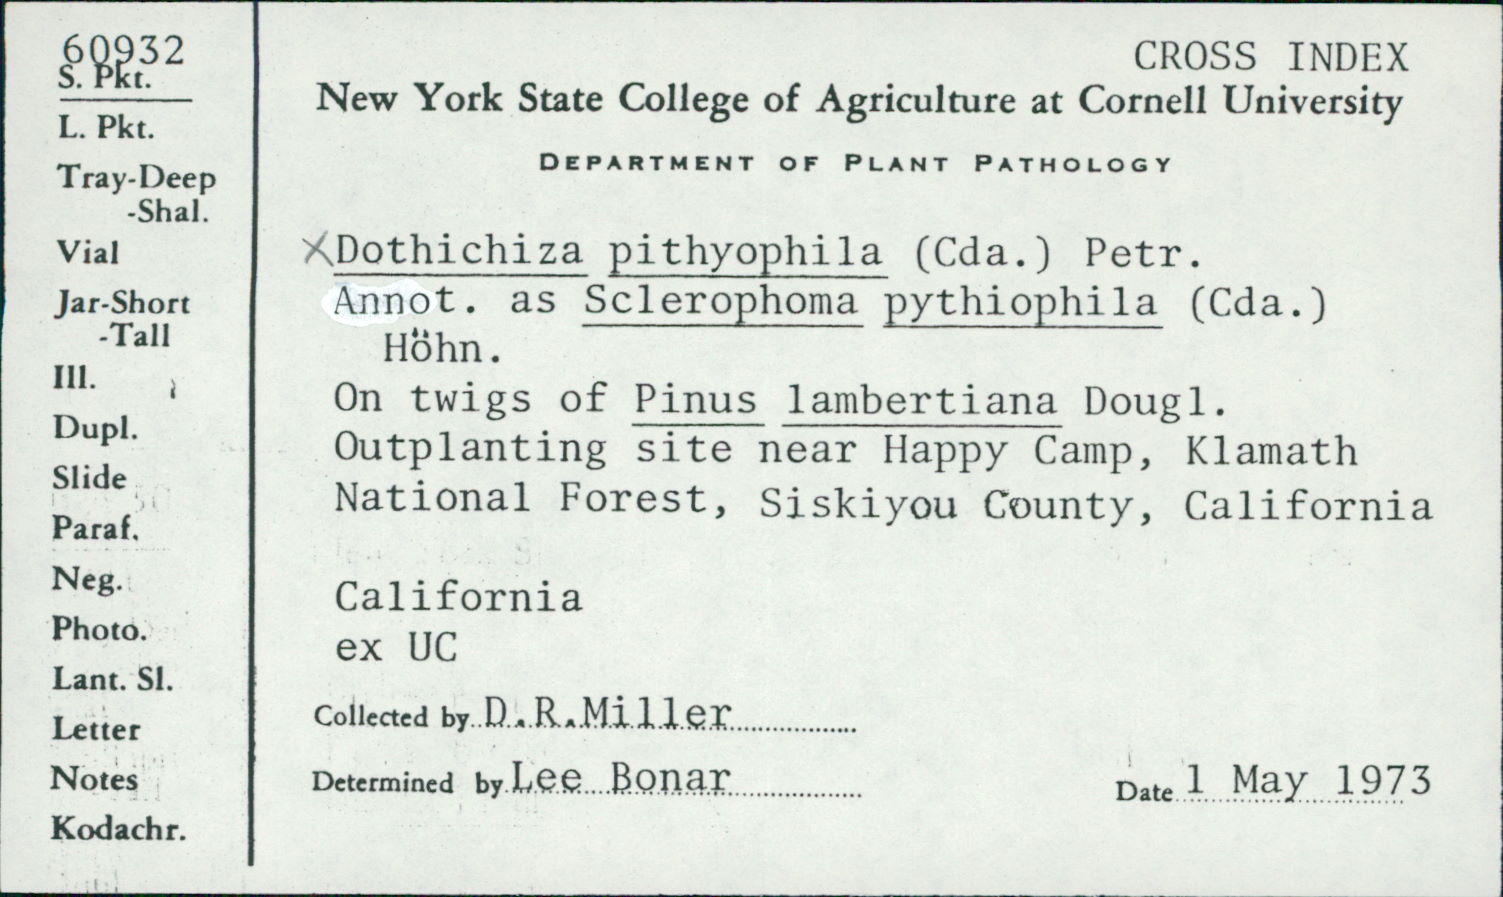 60932
S. Pkt.
L. Pkt.
Tray-Deep
-Shal.
Vial
Jar-Short
-Tall
Ill.
Dupl.
Slide
Paraf.
Neg.
Photo.
Lant. Sl.
Letter
Notes
Kodachr.
CROSS INDEX
New York State College of Agriculture at Cornell University
DEPARTMENT OF PLANT PATHOLOGY
XDothichiza pithyophila (Cda.) Petr.
Annot. as Sclerophoma pythiophila (Cda.)
Höhn.
On twigs of Pinus lambertiana Dougl.
Outplanting site near Happy Camp, Klamath
National Forest, Siskiyou County, California
California
ex UC
Collected by D.R.Miller
Determined by Lee Bonar
Date 1 May 1973